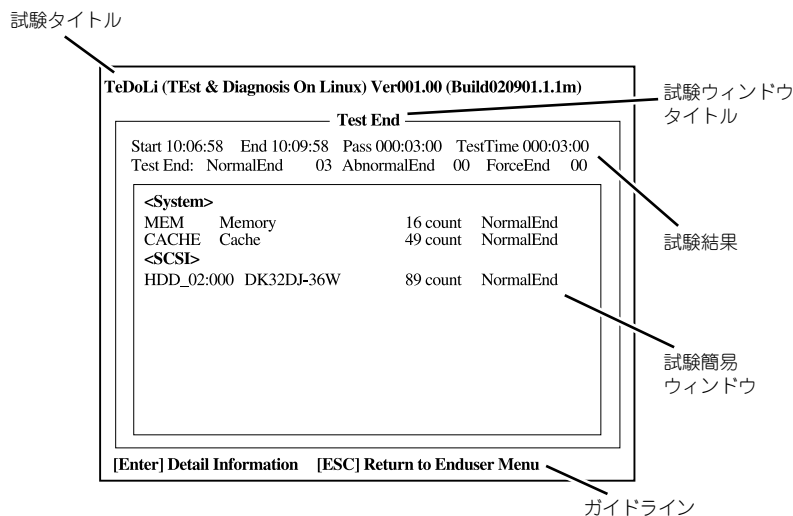 試験タイトル
TeDoLi (TEst & Diagnosis On Linux) Ver001.00 (Build020901.1.1m)
試験ウィンドウ
タイトル
Test End
Start 10:06:58 End 10:09:58 Pass 000:03:00 TestTime 000:03:00
Test End: NormalEnd 03 AbnormalEnd 00 ForceEnd 00
試験結果
<System>
MEM Memory 16 count NormalEnd
CACHE Cache 49 count NormalEnd
<SCSI>
HDD_02:000 DK32DJ-36W 89 count NormalEnd
試験簡易
ウィンドウ
[Enter] Detail Information [ESC] Return to Enduser Menu
ガイドライン